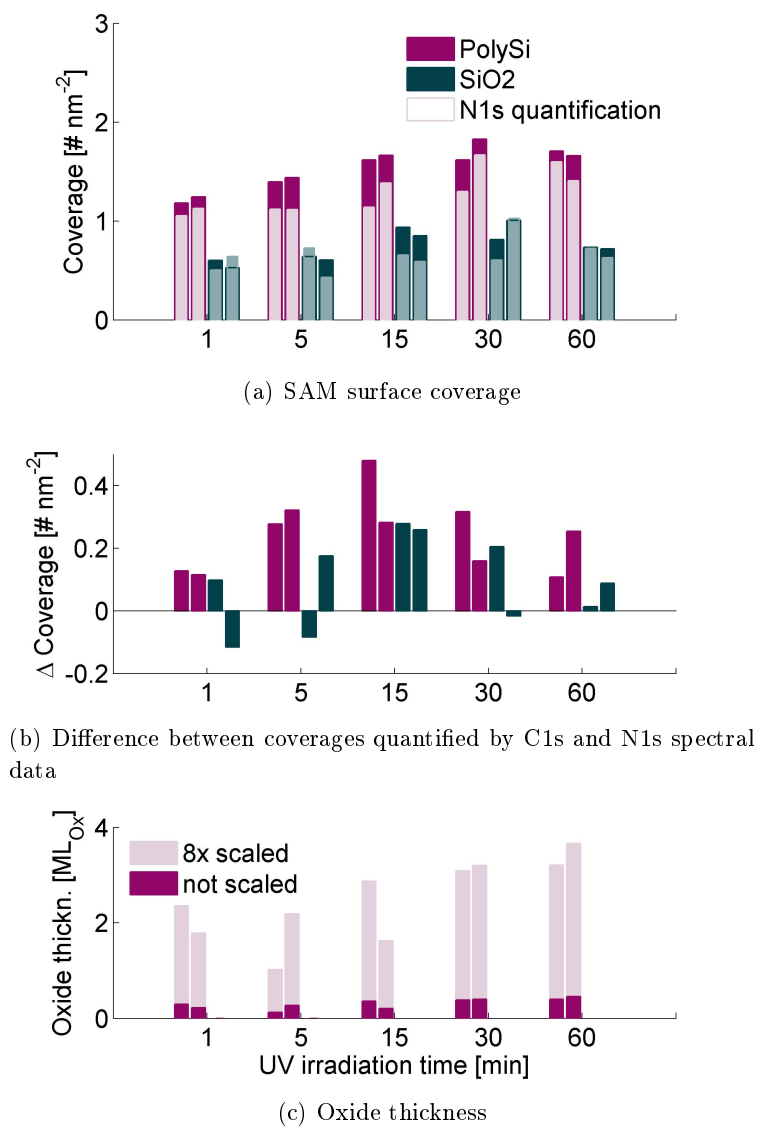 3
2
1
0
Coverage [# nm-2]
PolySi
SiO2
N1s quantification
1 5 15 30 60
(a) SAM surface coverage
0.4
0.2
0
-0.2
Δ Coverage [# nm-2]
1 5 15 30 60
(b) Difference between coverages quantified by C1s and N1s spectral
data
4
2
0
Oxide thickn. [MLOx]
8x scaled
not scaled
1 5 15 30 60
UV irradiation time [min]
(c) Oxide thickness